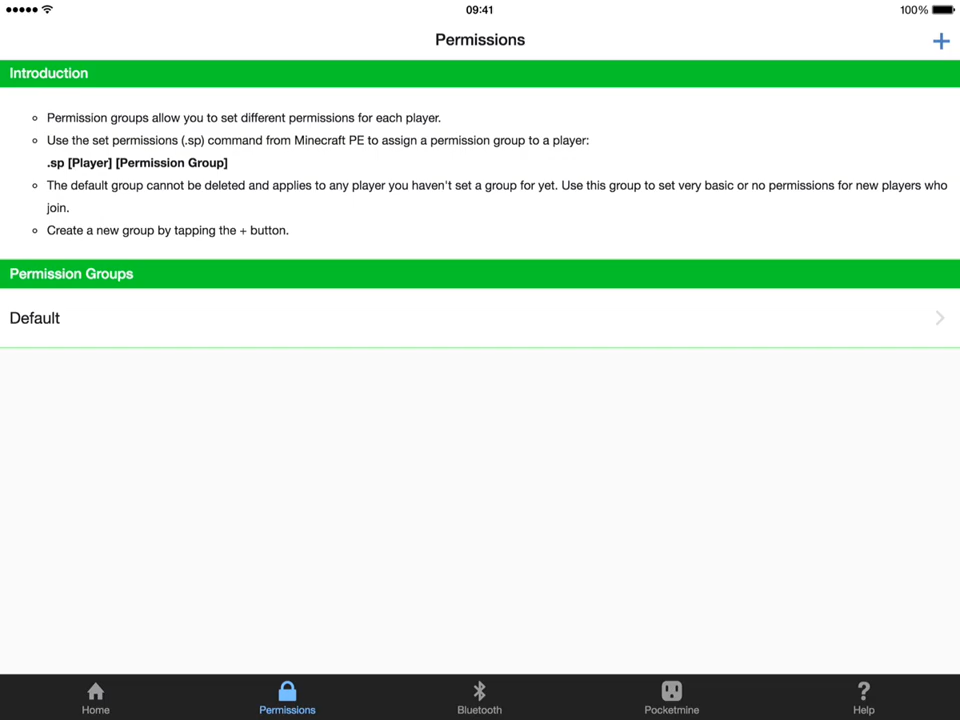 09:41
100%
Permissions
Introduction
Permission groups allow you to set different permissions for each player.
Use the set permissions (.sp) command from Minecraft PE to assign a permission group to a player:
.sp [Player] [Permission Group]
The default group cannot be deleted and applies to any player you haven't set a group for yet. Use this group to set very basic or no permissions for new players who
join.
Create a new group by tapping the + button.
Permission Groups
Default
Home
Permissions
Bluetooth
Pocketmine
Help